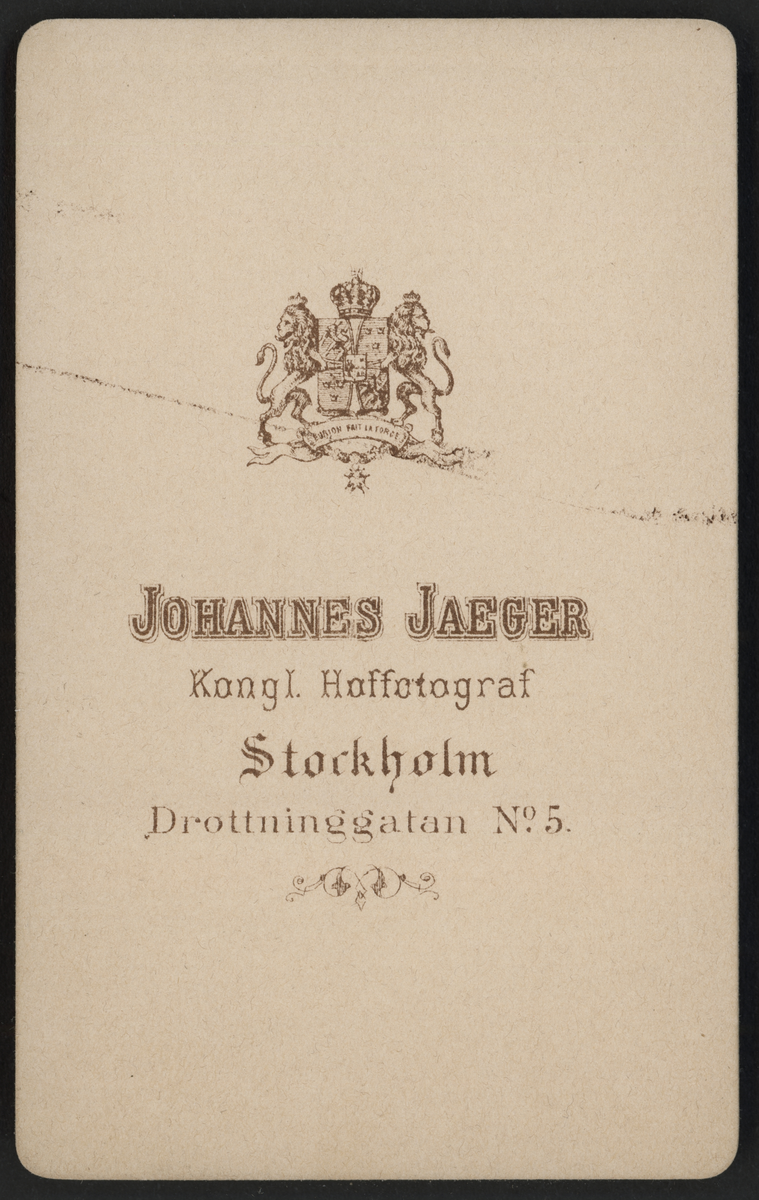 UNION FAIT LA FORCE
JOHANNES JAEGER
Kongl. Hoffotograf
Stockholm
Drottninggatan Nº 5.